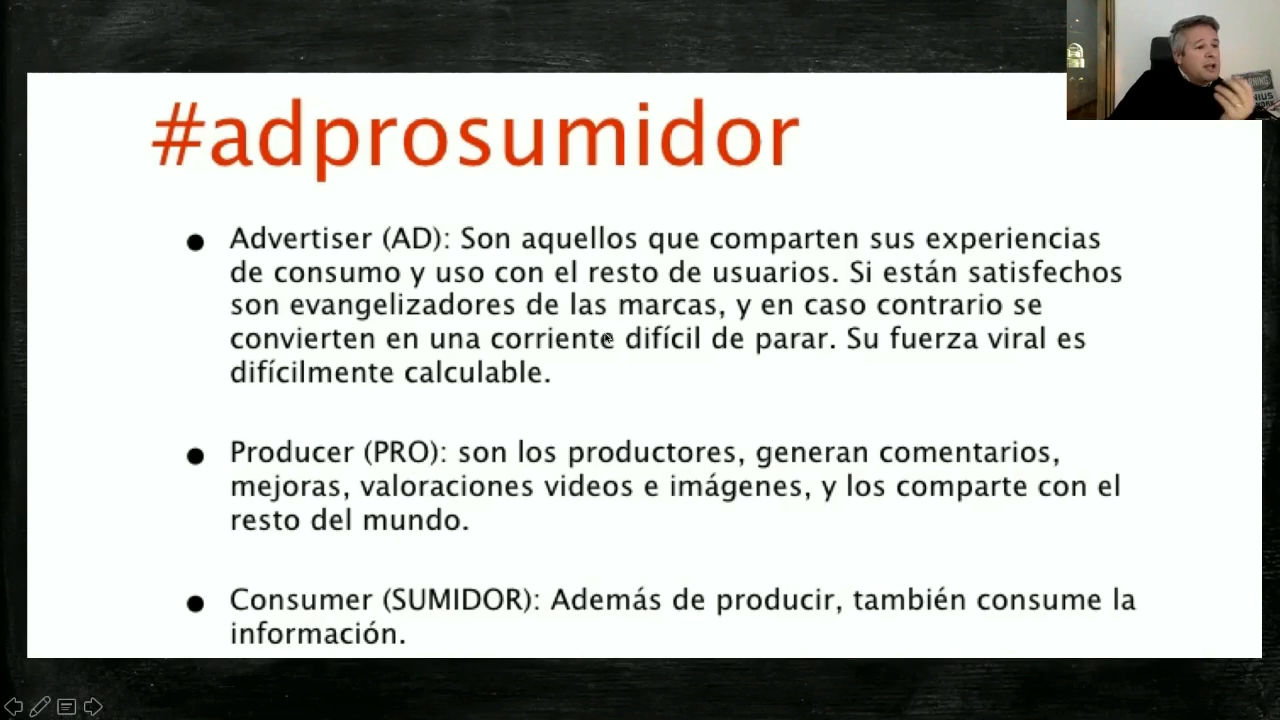 #adprosumidor
Advertiser (AD): Son aquellos que comparten sus experiencias
de consumo y uso con el resto de usuarios. Si están satisfechos
son evangelizadores de las marcas, y en caso contrario se
convierten en una corriente difícil de parar. Su fuerza viral es
difícilmente calculable.
Producer (PRO): son los productores, generan comentarios,
mejoras, valoraciones videos e imágenes, y los comparte con el
resto del mundo.
Consumer (SUMIDOR): Además de producir, también consume la
información.